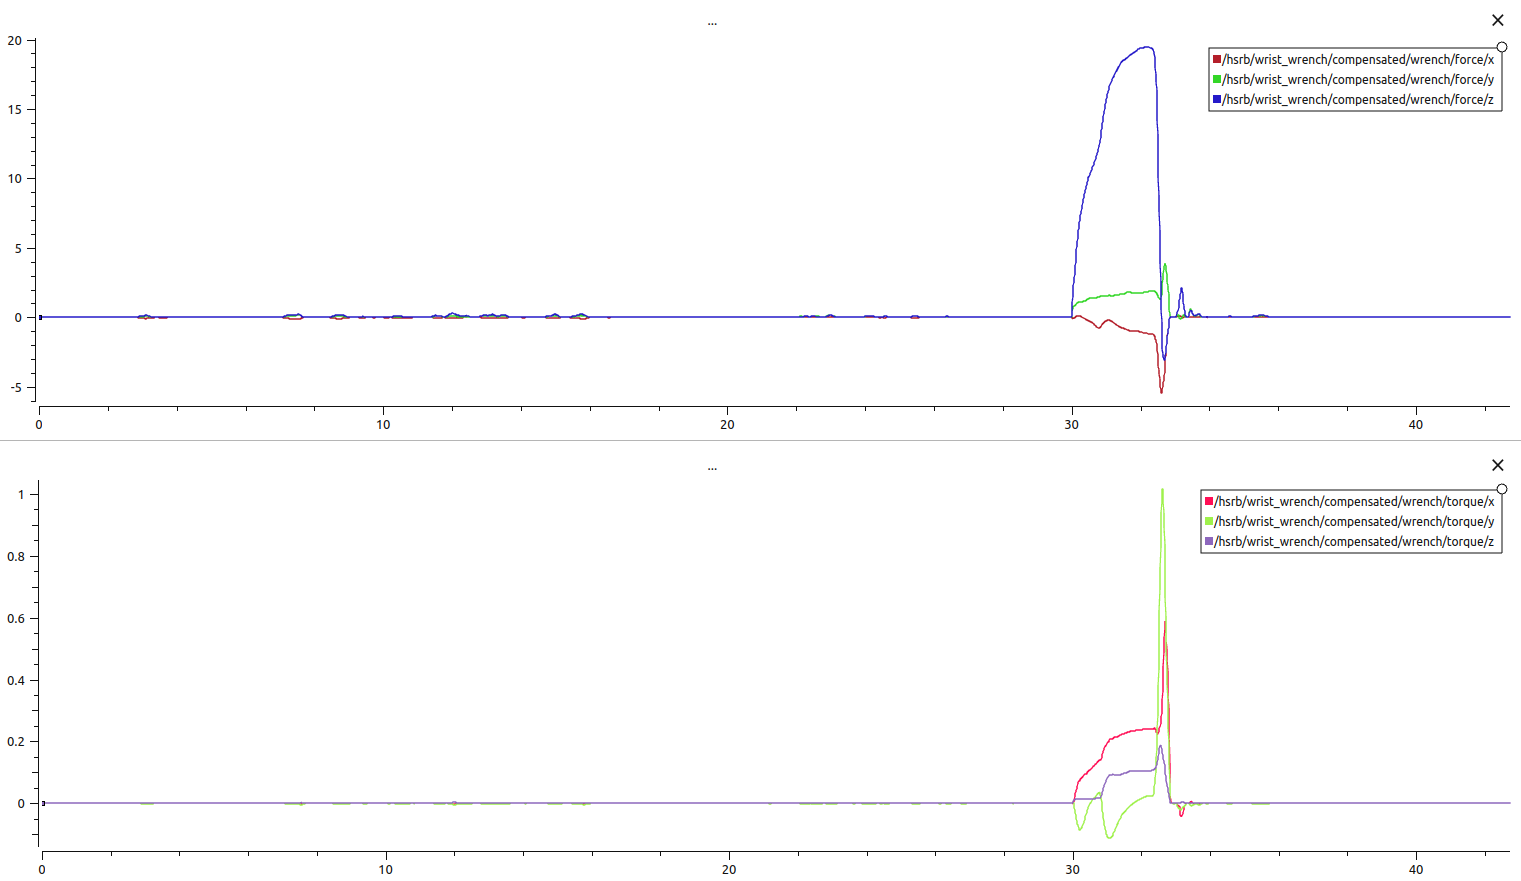 ...
20
/hsrb/wrist_wrench/compensated/wrench/force/x
/hsrb/wrist_wrench/compensated/wrench/force/y
/hsrb/wrist_wrench/compensated/wrench/force/z
15
10
5
0
-5
0 10 20 30 40
...
1
/hsrb/wrist_wrench/compensated/wrench/torque/x
/hsrb/wrist_wrench/compensated/wrench/torque/y
/hsrb/wrist_wrench/compensated/wrench/torque/z
0.8
0.6
0.4
0.2
0
0 10 20 30 40